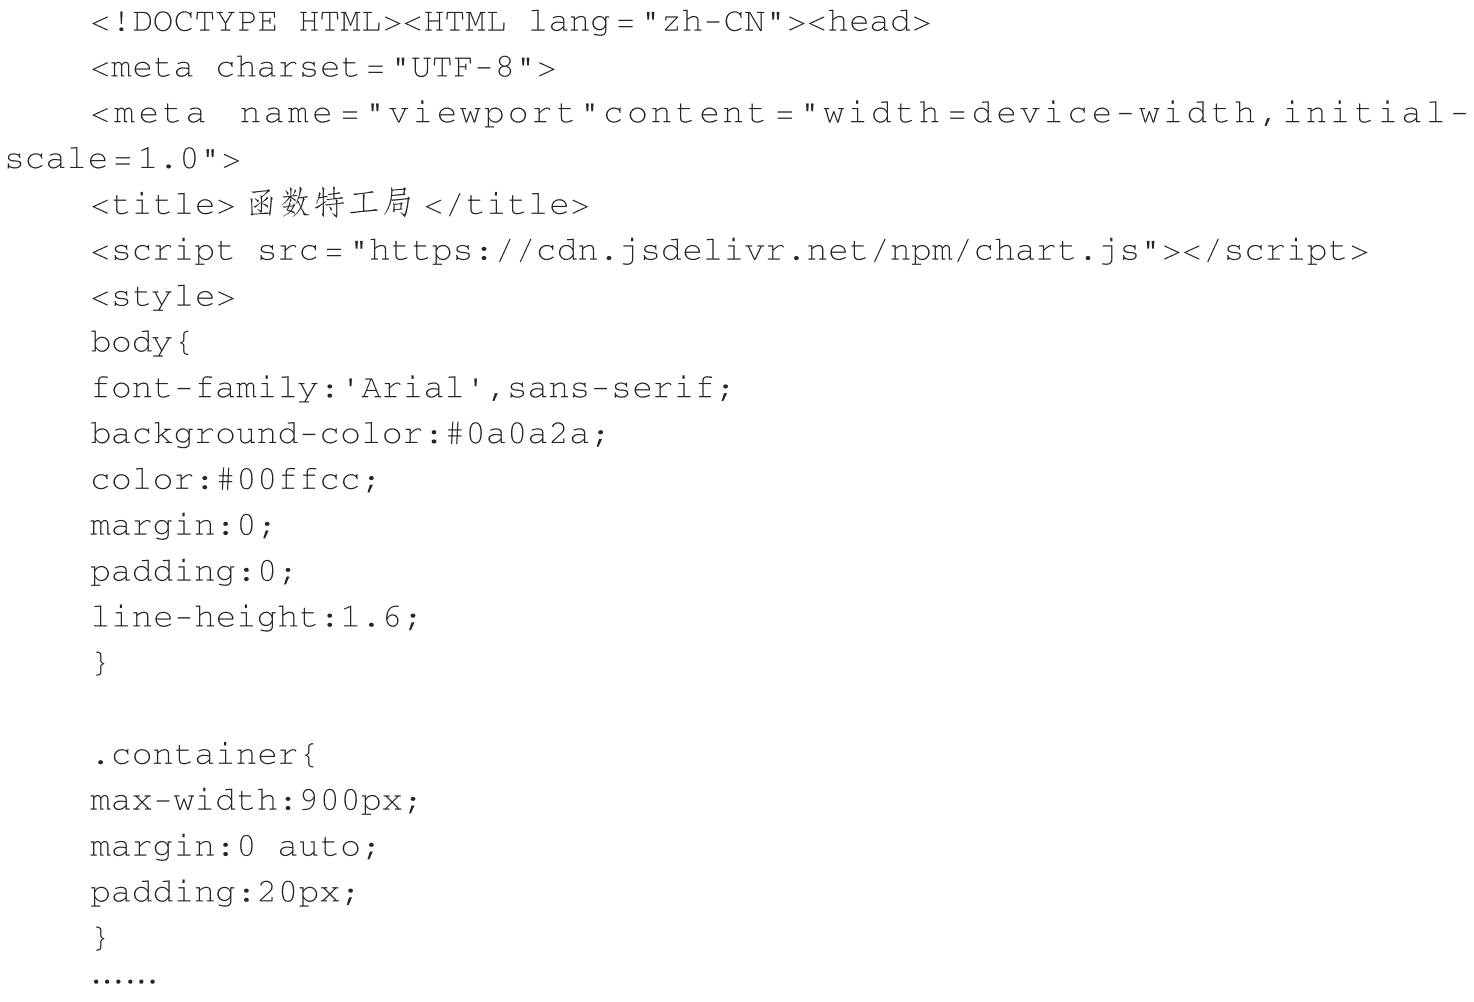 <!DOCTYPE HTML><HTML lang="zh-CN"><head>
<meta charset="UTF-8">
<meta name="viewport"content="width=device-width,initial-
scale=1.0">
<title>函数特工局</title>
<script src="https://cdn.jsdelivr.net/npm/chart.js"></script>
<style>
body{
font-family:'Arial',sans-serif;
background-color:#0a0a2a;
color:#00ffcc;
margin:0;
padding:0;
line-height:1.6;
}
.container{
max-width:900px;
margin:0 auto;
padding:20px;
}
……